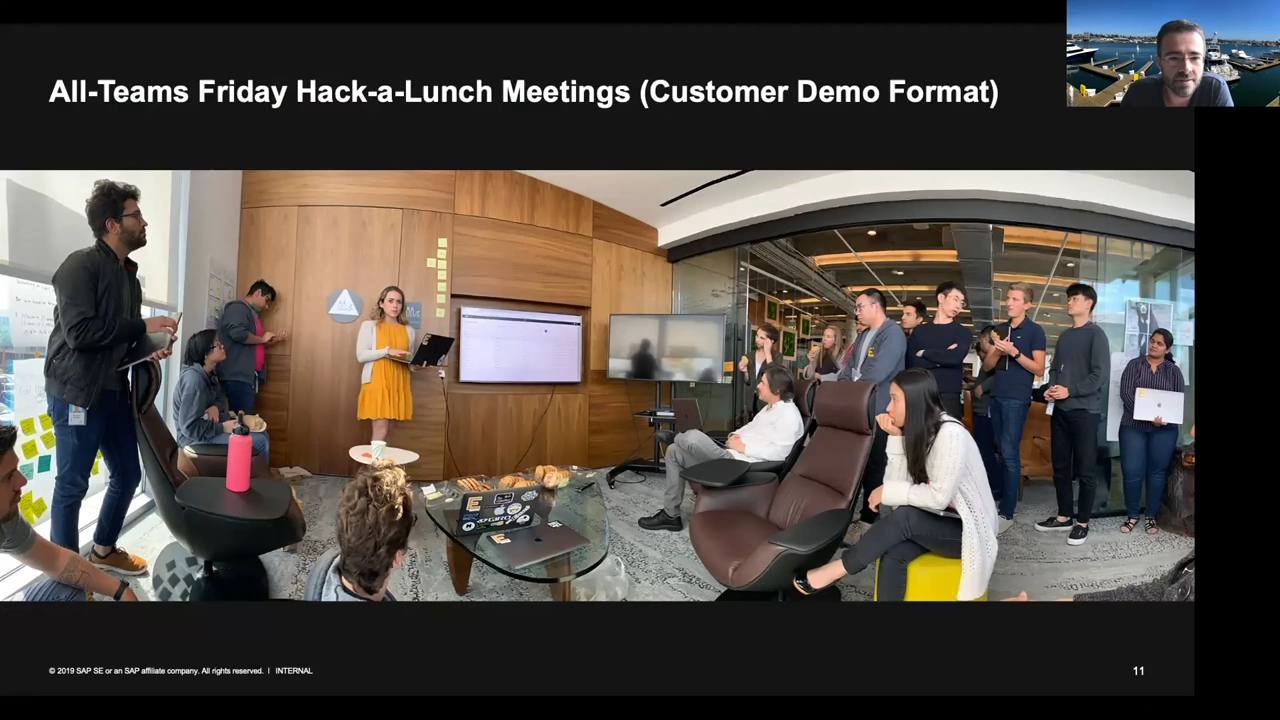 All-Teams Friday Hack-a-Lunch Meetings (Customer Demo Format)
© 2019 SAP SE or an SAP affiliate company. All rights reserved. I INTERNAL
11